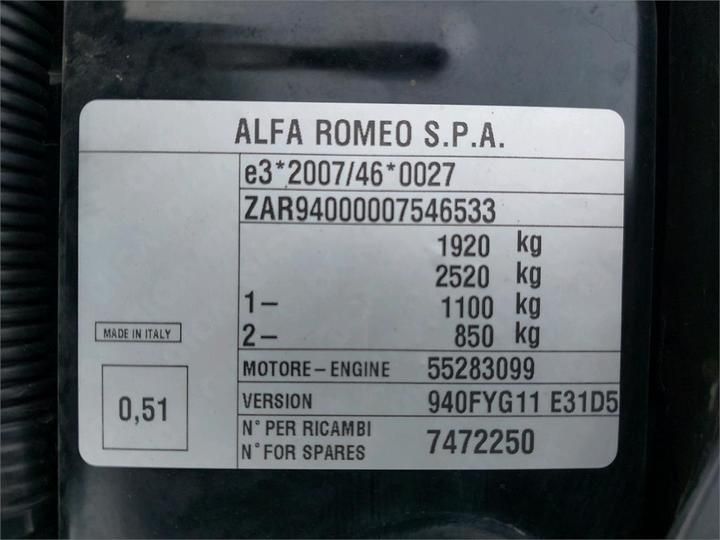 ALFA ROMEO S.P.A.
e3*2007/46*0027
ZAR94000007546533
1920 kg
2520 kg
1- 1100 kg
2- 850 kg
MADE IN ITALY
MOTORE-ENGINE 55283099
0,51
VERSION 940FYG11 E31D5
N° PER RICAMBI
N° FOR SPARES 7472250